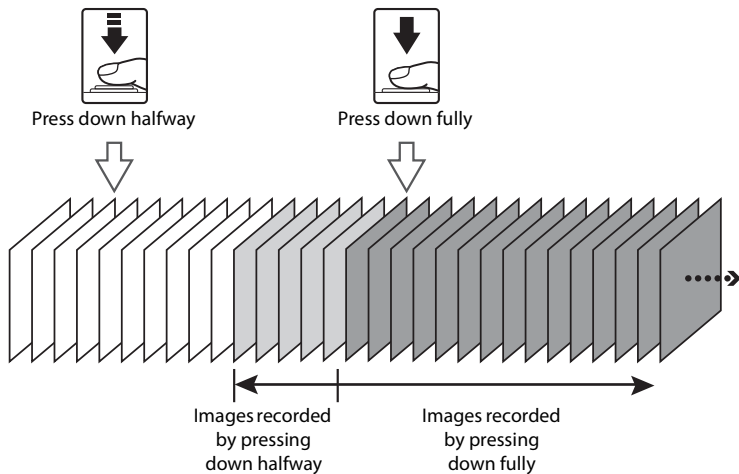 Press down halfway
Press down fully
Images recorded
by pressing
down halfway
Images recorded
by pressing
down fully